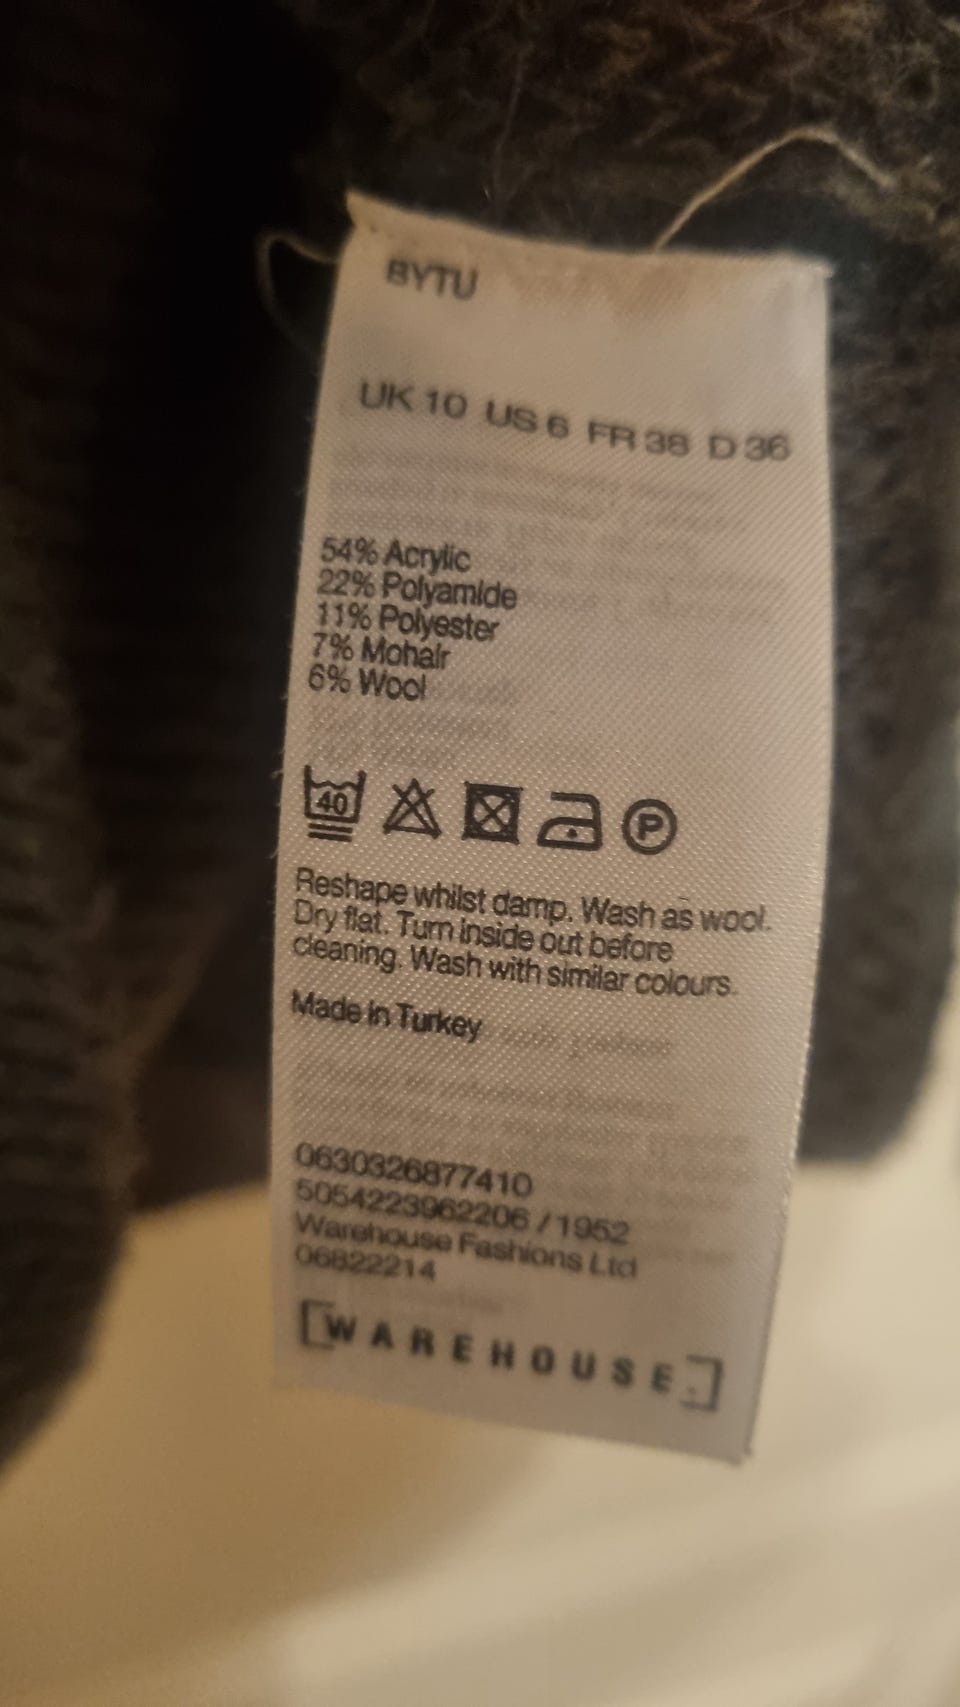 BYTU
UK 10 US 6 FR 38 D 36
54% Acrylic
22% Polyamide
11% Polyester
7% Mohair
6% Wool
40
P
Reshape whilst damp. Wash as wool.
Dry flat. Turn inside out before
cleaning. Wash with similar colours.
Made in Turkey
0630326877410
5054223962206 / 1952
Warehouse Fashions Ltd
06822214
[WAREHOUSE.]